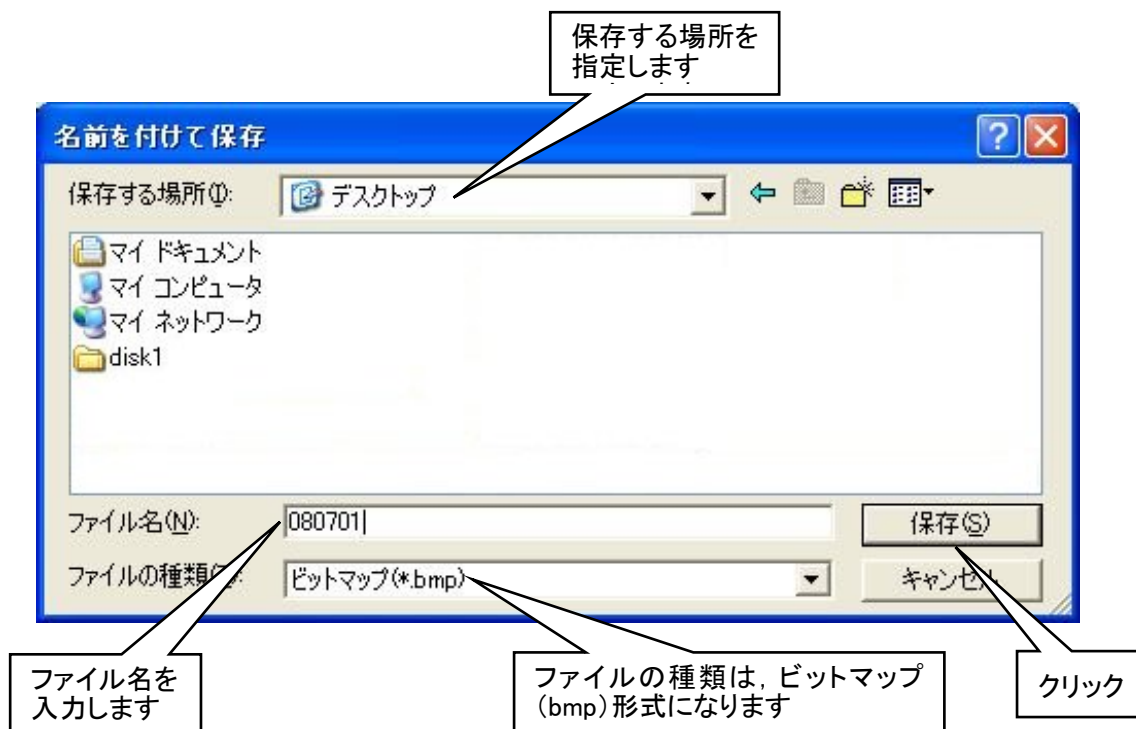 保存する場所を
指定します
名前を付けて保存
保存する場所(I):
デスクトップ
マイ ドキュメント
マイ コンピュータ
マイ ネットワーク
disk1
ファイル名(N):
080701
保存(S)
ファイルの種類
ビットマップ(*.bmp)
キャンセル
ファイル名を
入力します
ファイルの種類は，ビットマップ
（bmp）形式になります
クリック